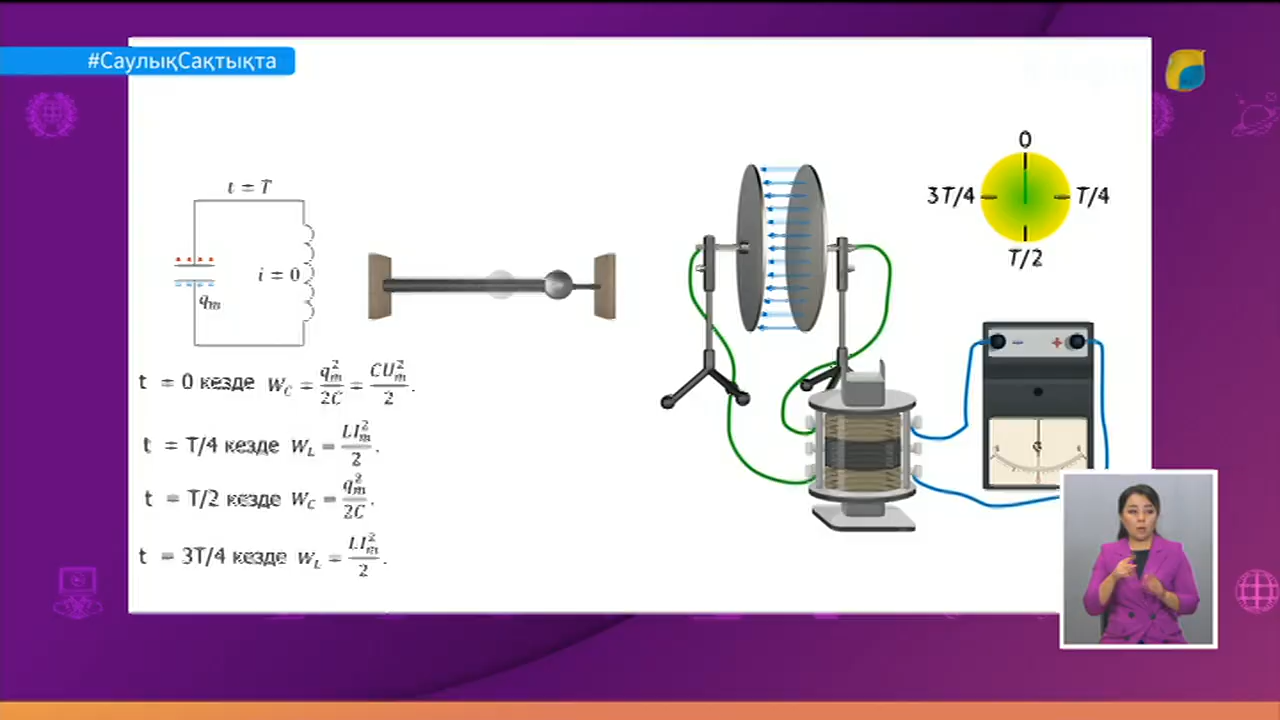 #СаулықСақтықта
t = T
i = 0
q_m
t = 0 кезде W_C = q_m^2/2C = CU_m^2/2.
t = T/4 кезде W_L = LI_m^2/2.
t = T/2 кезде W_C = q_m^2/2C.
t = 3T/4 кезде W_L = LI_m^2/2.
0
3T/4
T/4
T/2
− +